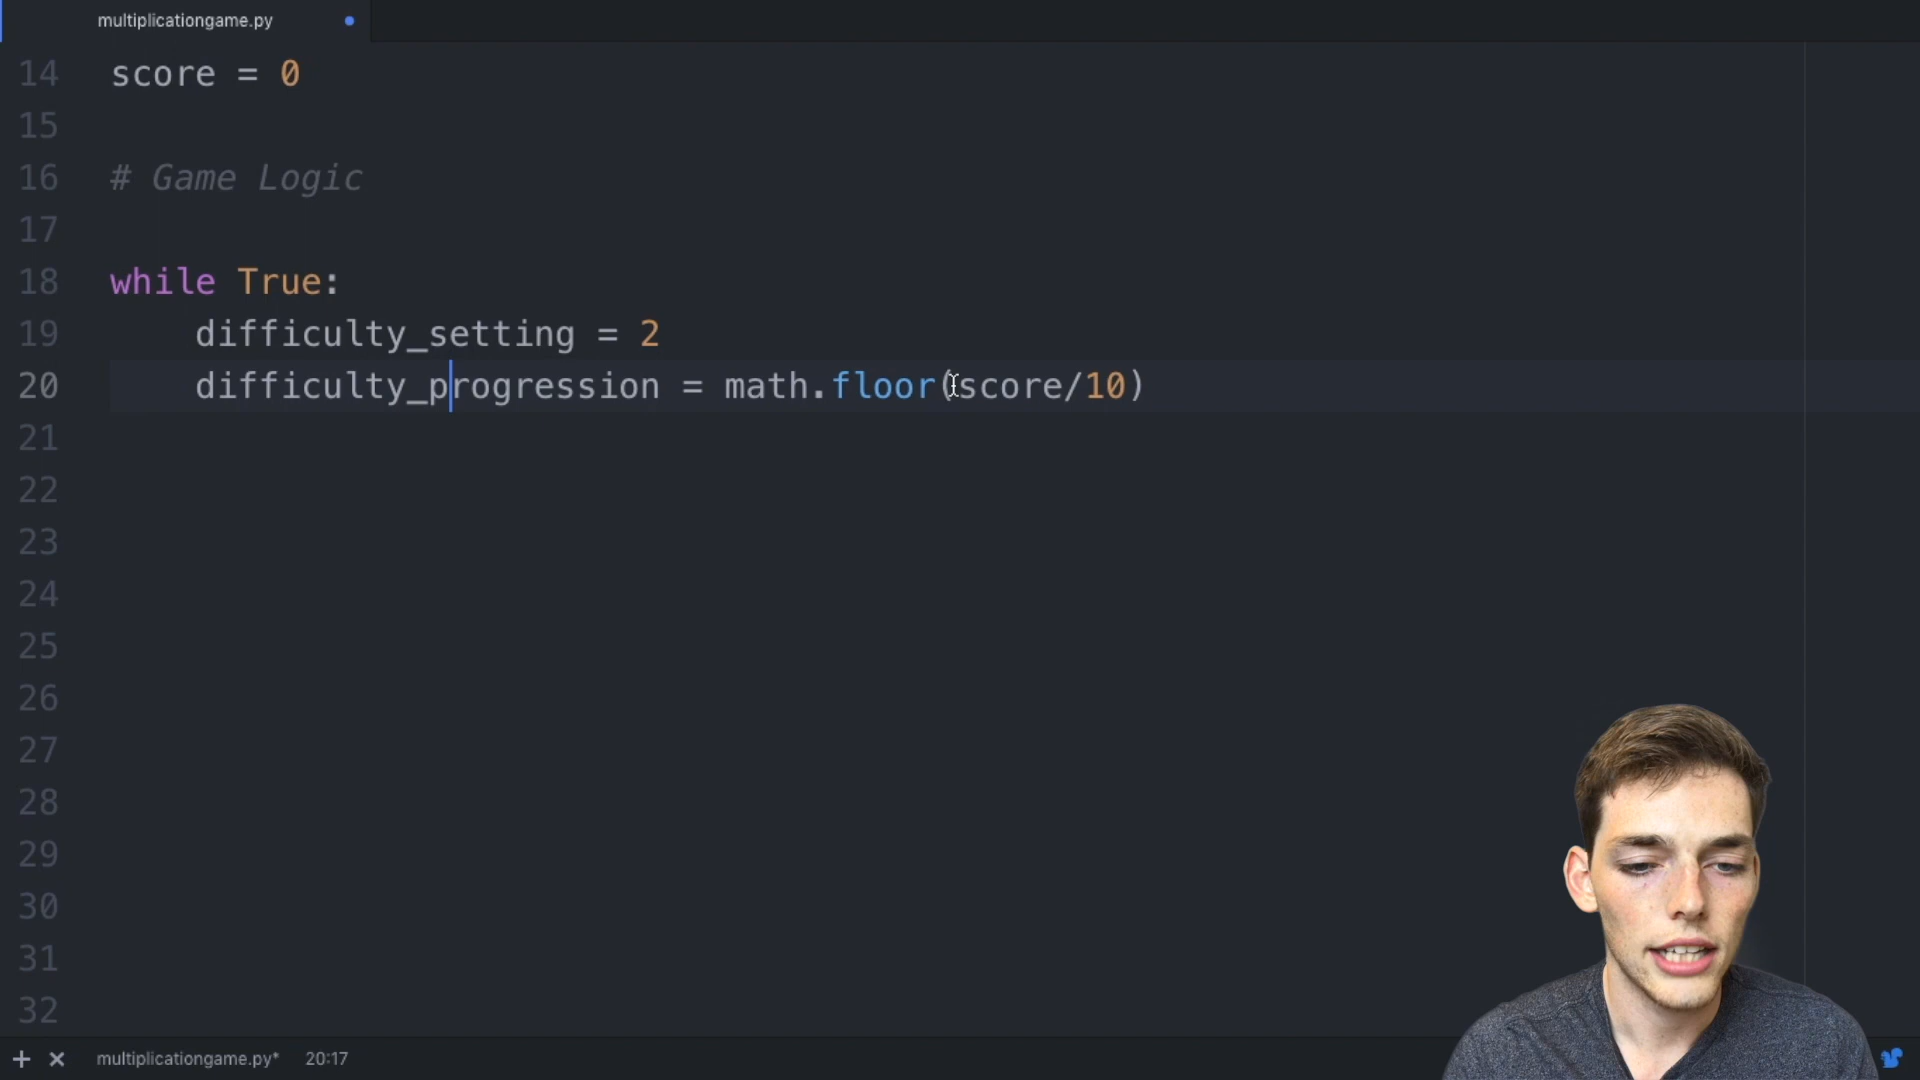 multiplicationgame.py
14 score = 0
15
16 # Game Logic
17
18 while True:
19 difficulty_setting = 2
20 difficulty_progression = math.floor(score/10)
21
22
23
24
25
26
27
28
29
30
31
32
multiplicationgame.py* 20:17